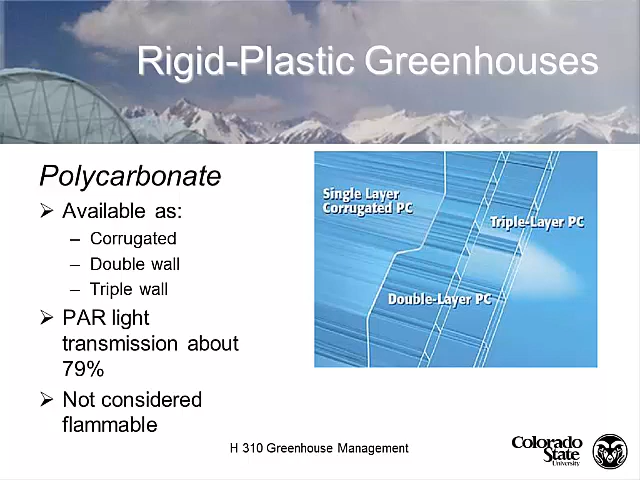 Rigid-Plastic Greenhouses
Polycarbonate
Available as:
– Corrugated
– Double wall
– Triple wall
PAR light
transmission about
79%
Not considered
flammable
Single Layer
Corrugated PC
Triple-Layer PC
Double-Layer PC
H 310 Greenhouse Management
Colorado
State
University